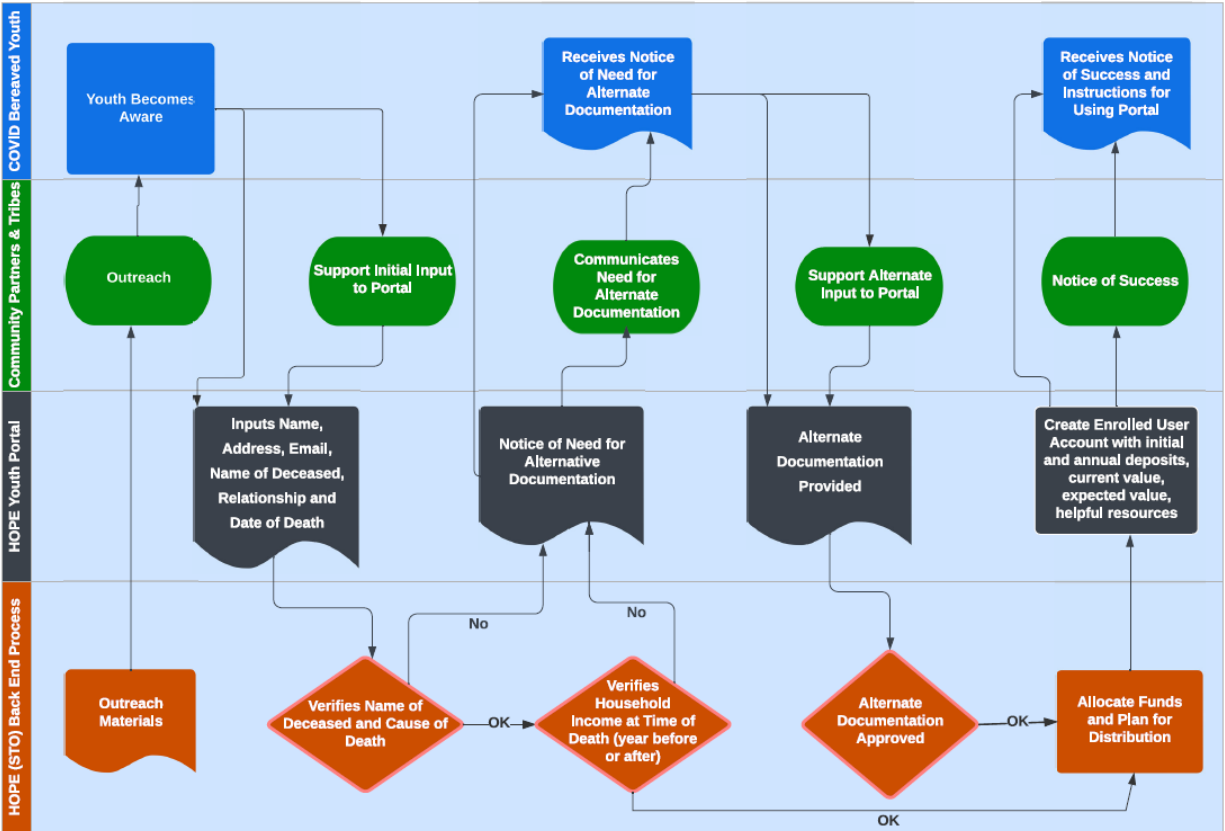 COVID Bereaved Youth
Youth Becomes
Aware
Receives Notice
of Need for
Alternate
Documentation
Receives Notice
of Success and
Instructions for
Using Portal
Community Partners & Tribes
Outreach
Support Initial Input
to Portal
Communicates
Need for
Alternate
Documentation
Support Alternate
Input to Portal
Notice of Success
HOPE Youth Portal
Inputs Name,
Address, Email,
Name of Deceased,
Relationship and
Date of Death
Notice of Need for
Alternative
Documentation
Alternate
Documentation
Provided
Create Enrolled User
Account with initial
and annual deposits,
current value,
expected value,
helpful resources
HOPE (STO) Back End Process
Outreach
Materials
Verifies Name of
Deceased and Cause of
Death
No
OK
Verifies
Household
Income at Time of
Death (year before
or after)
No
OK
Alternate
Documentation
Approved
OK
Allocate Funds
and Plan for
Distribution